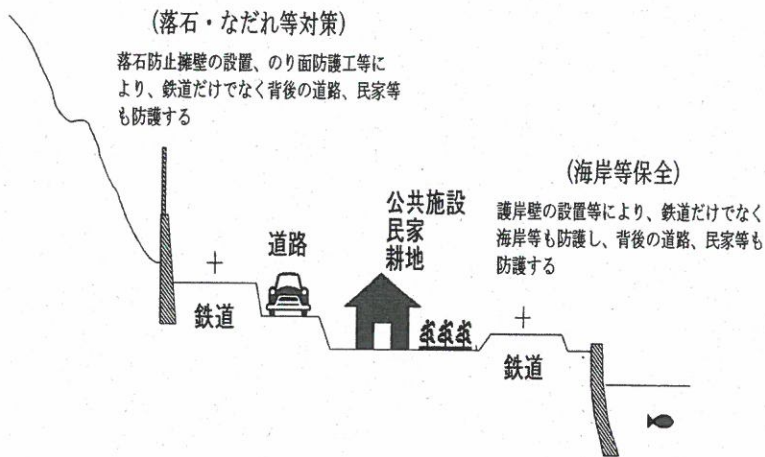 (落石・なだれ等対策)
落石防止擁壁の設置、のり面防護工等に
より、鉄道だけでなく背後の道路、民家等
も防護する
(海岸等保全)
護岸壁の設置等により、鉄道だけでなく
海岸等も防護し、背後の道路、民家等も
防護する
公共施設
民家
耕地
道路
鉄道
鉄道